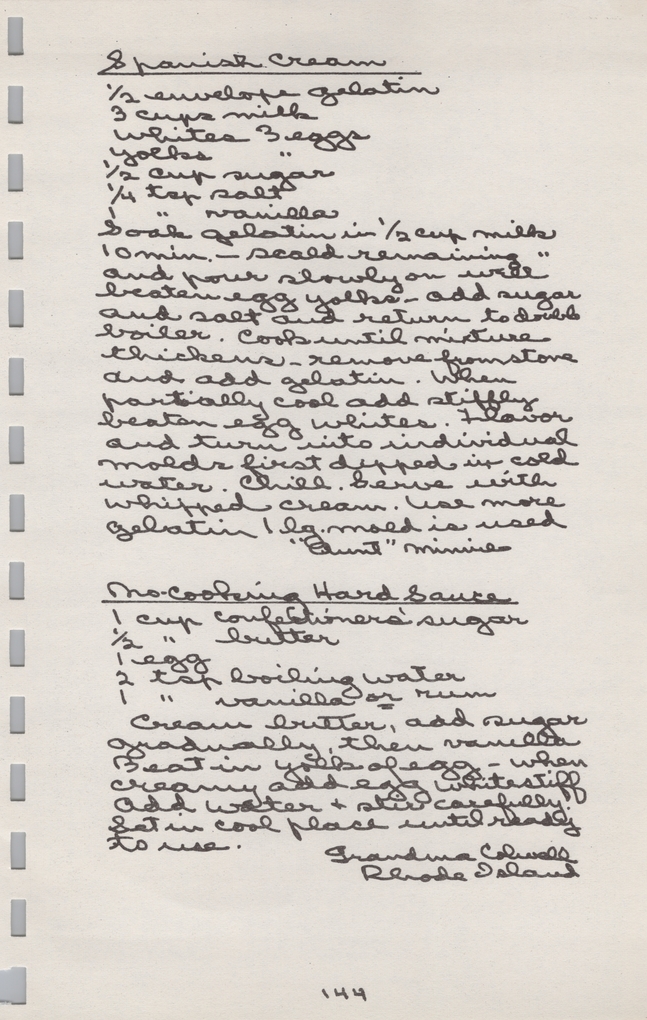 Spanish Cream
1/2 envelope gelatin
3 cups milk
whites 3 eggs
yolks "
1/2 cup sugar
1/4 tsp salt
1 " vanilla
Soak gelatin in 1/2 cup milk
10 min. - scald remaining "
and pour slowly on well
beaten egg yolks - add sugar
and salt and return to double
boiler. Cook until mixture
thickens - remove from stove
and add gelatin. When
partially cool add stiffly
beaten egg whites. Flavor
and turn into individual
molds first dipped in cold
water. Chill. Serve with
whipped cream. Use more
gelatin 1 lg. mold is used
"Aunt" Minnie
No-Cooking Hard Sauce
1 cup confectioners' sugar
1/2 " butter
1 egg
2 tsp boiling water
1 " vanilla or rum
Cream butter, add sugar
gradually, then vanilla
Beat in yolk of egg - when
creamy add egg white stiff
Add water + stir carefully.
Set in cool place until ready
to use.
Grandma Colwell
Rhode Island
144